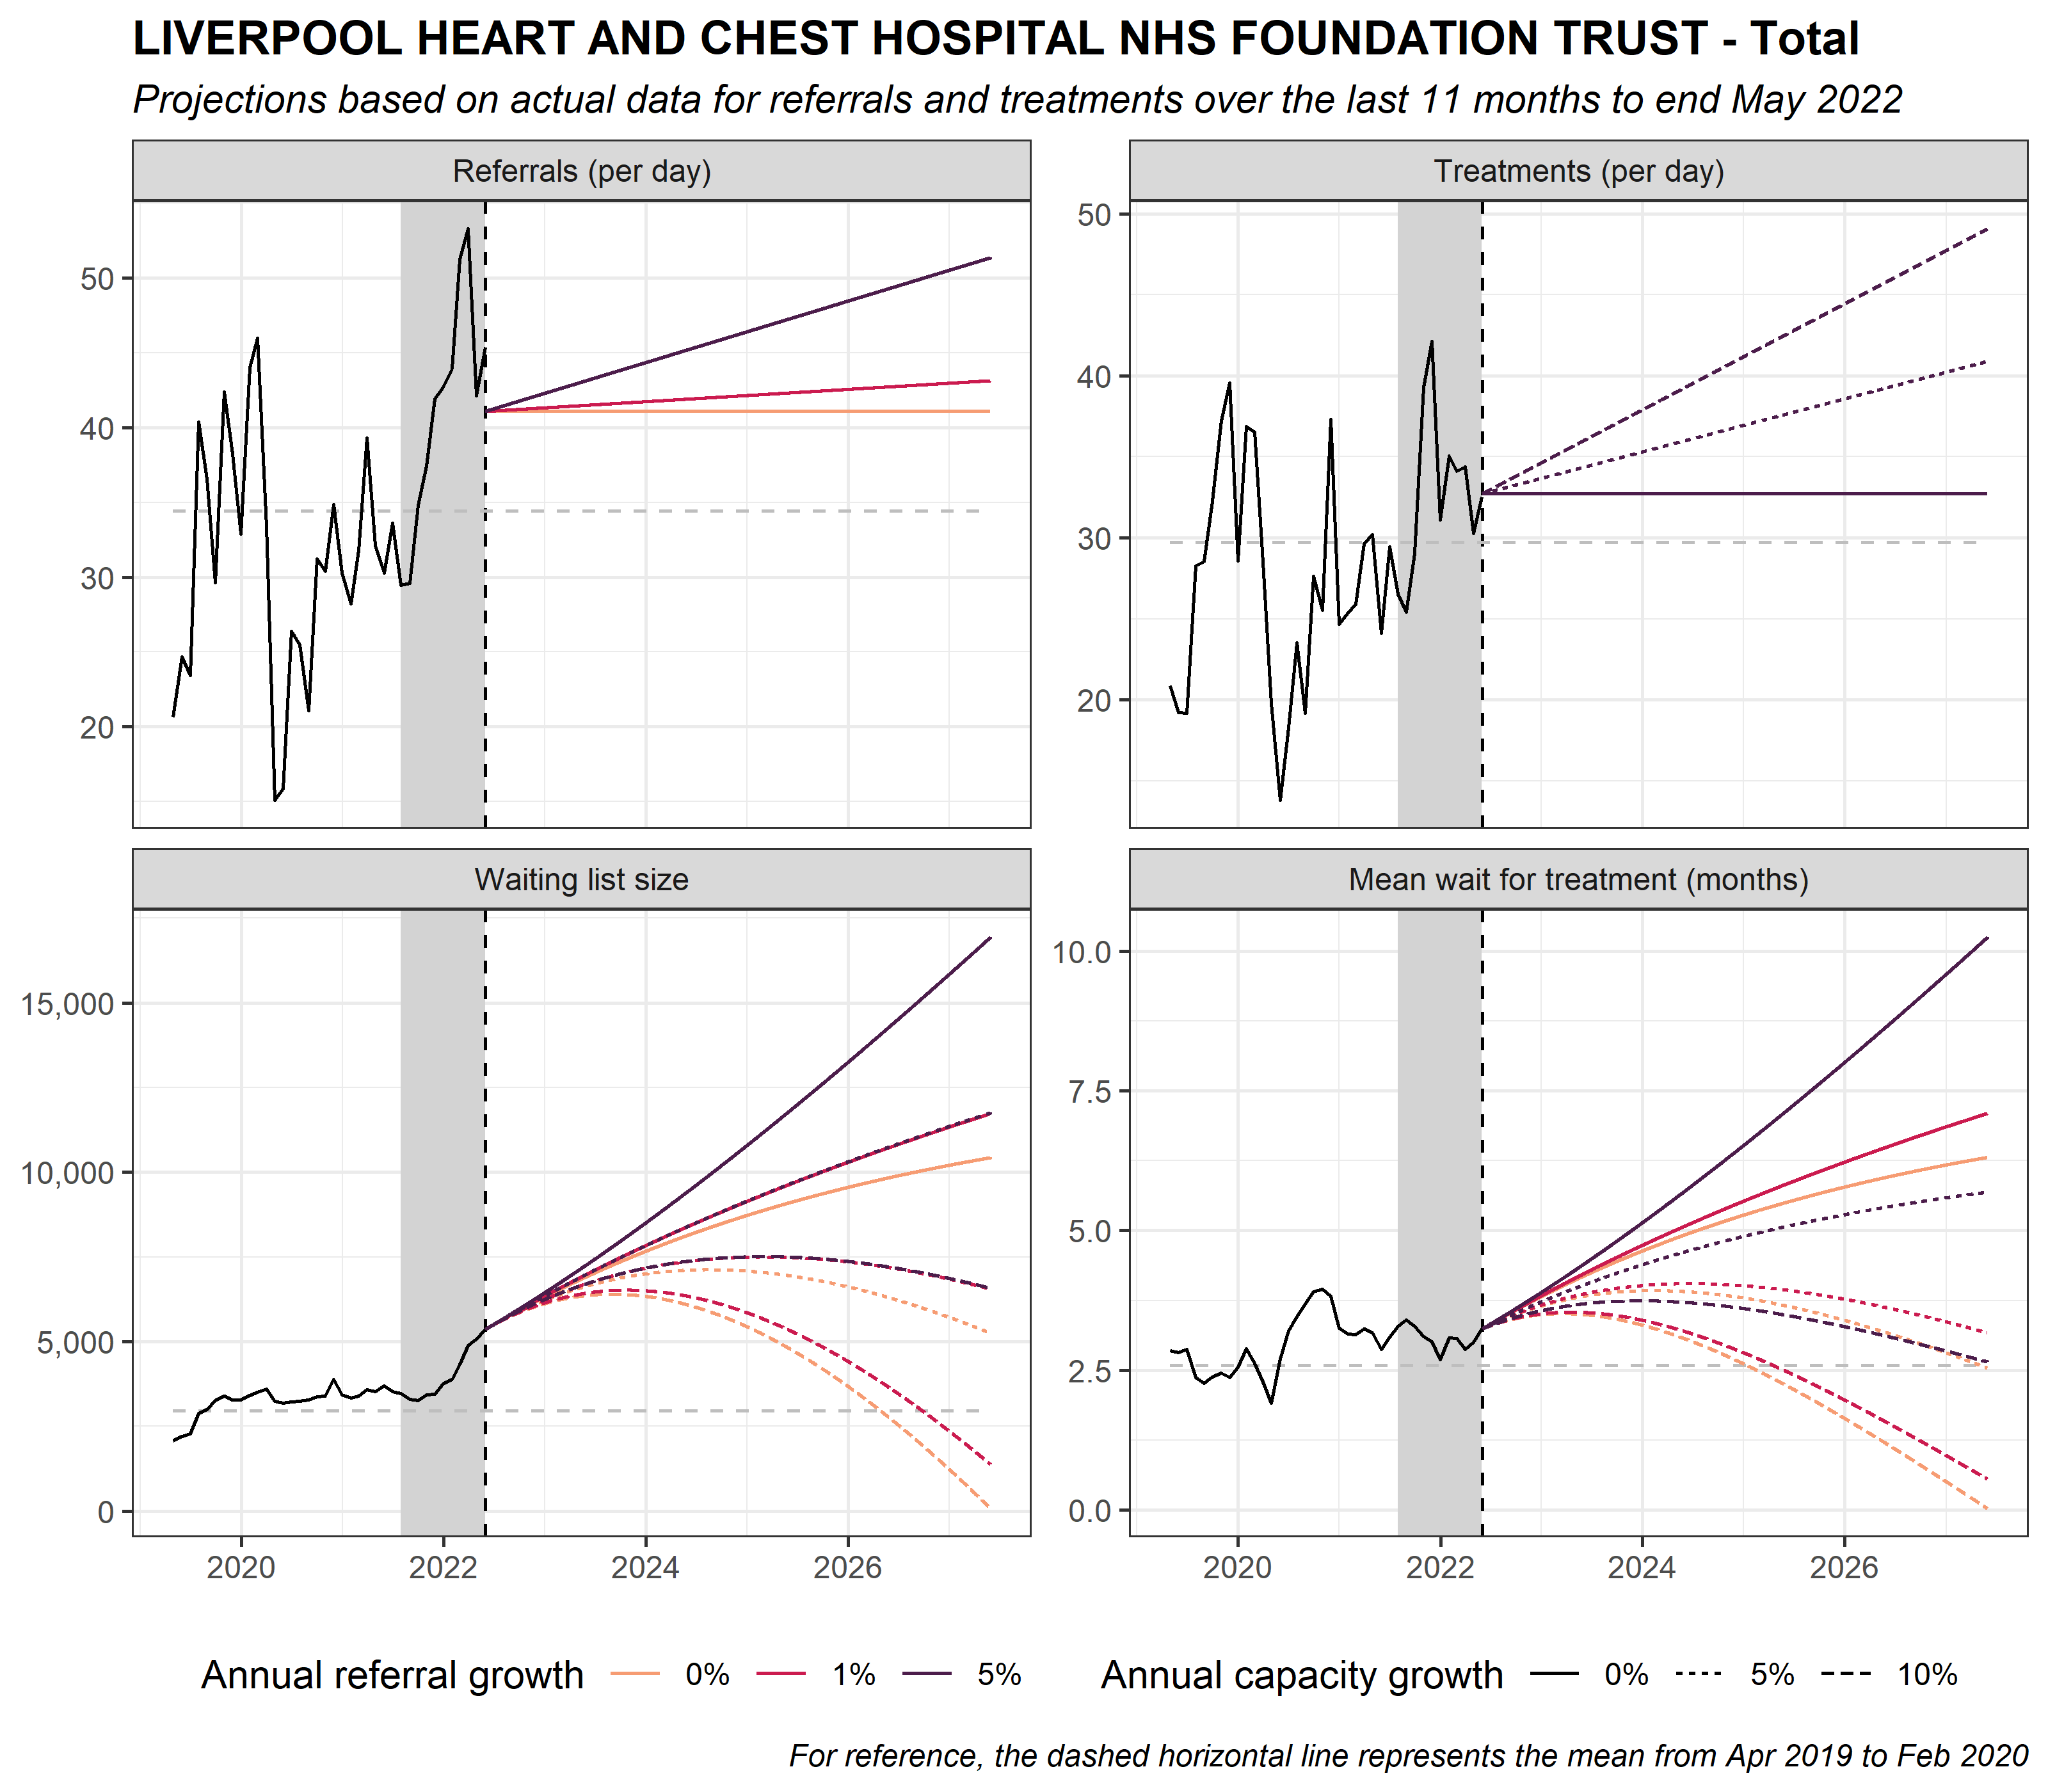 LIVERPOOL HEART AND CHEST HOSPITAL NHS FOUNDATION TRUST - Total
Projections based on actual data for referrals and treatments over the last 11 months to end May 2022
Referrals (per day)
50
40
30
20
Treatments (per day)
50
40
30
20
Waiting list size
15,000
10,000
5,000
0
2020 2022 2024 2026
Mean wait for treatment (months)
10.0
7.5
5.0
2.5
0.0
2020 2022 2024 2026
Annual referral growth 0% 1% 5%
Annual capacity growth 0% 5% 10%
For reference, the dashed horizontal line represents the mean from Apr 2019 to Feb 2020